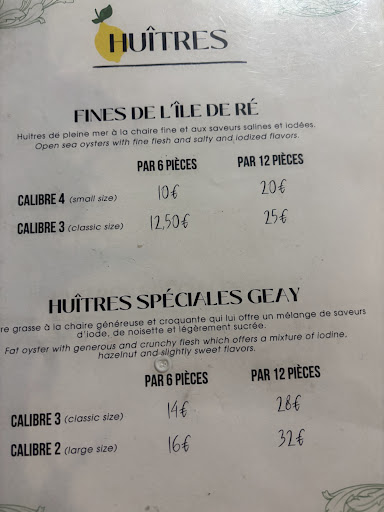 HUÎTRES
FINES DE L'ÎLE DE RÉ
Huîtres de pleine mer à la chaire fine et aux saveurs salines et iodées.
Open sea oysters with fine flesh and salty and iodized flavors.
PAR 6 PIÈCES PAR 12 PIÈCES
CALIBRE 4 (small size) 10€ 20€
CALIBRE 3 (classic size) 12,50€ 25€
HUÎTRES SPÉCIALES GEAY
re grasse à la chaire généreuse et croquante qui lui offre un mélange de saveurs
d'iode, de noisette et légèrement sucrée.
Fat oyster with generous and crunchy flesh which offers a mixture of iodine,
hazelnut and slightly sweet flavors.
PAR 6 PIÈCES PAR 12 PIÈCES
CALIBRE 3 (classic size) 14€ 28€
CALIBRE 2 (large size) 16€ 32€